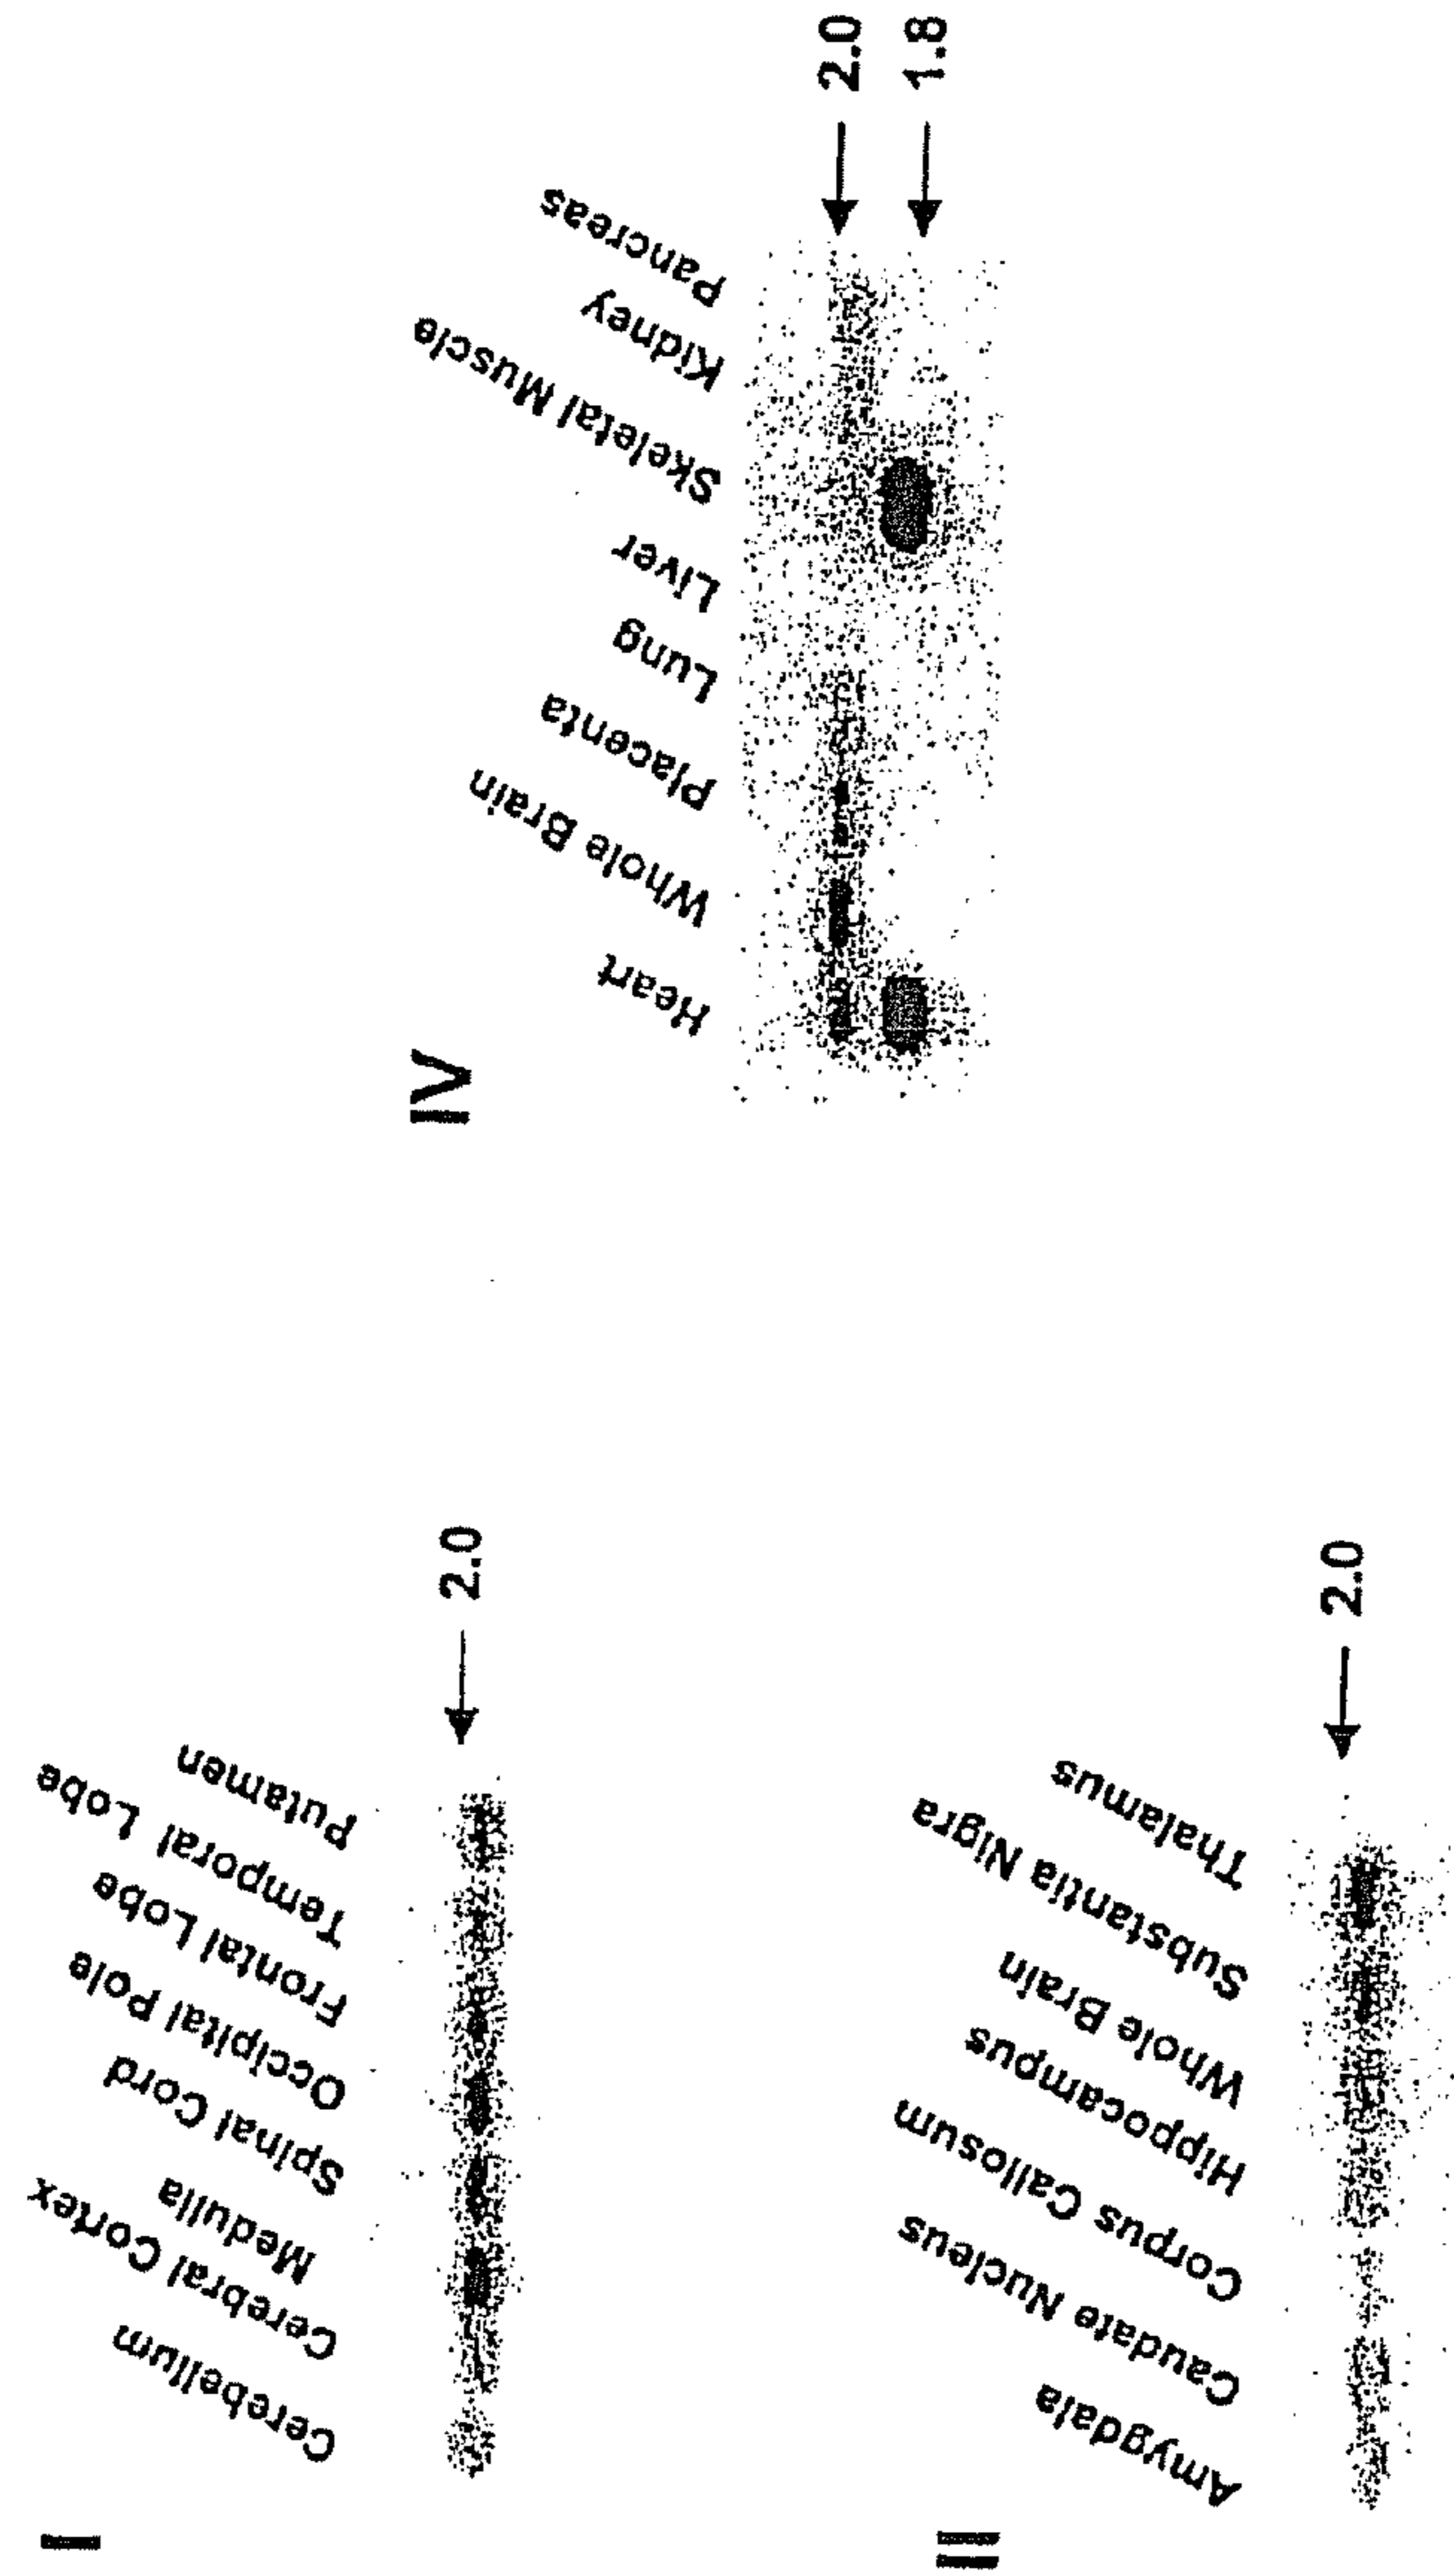 I
Cerebellum
Cerebral Cortex
Medulla
Spinal Cord
Occipital Pole
Frontal Lobe
Temporal Lobe
Putamen
2.0
II
Amygdala
Caudate Nucleus
Corpus Callosum
Hippocampus
Whole Brain
Substantia Nigra
Thalamus
2.0
IV
Heart
Whole Brain
Placenta
Lung
Liver
Skeletal Muscle
Kidney
Pancreas
2.0
1.8